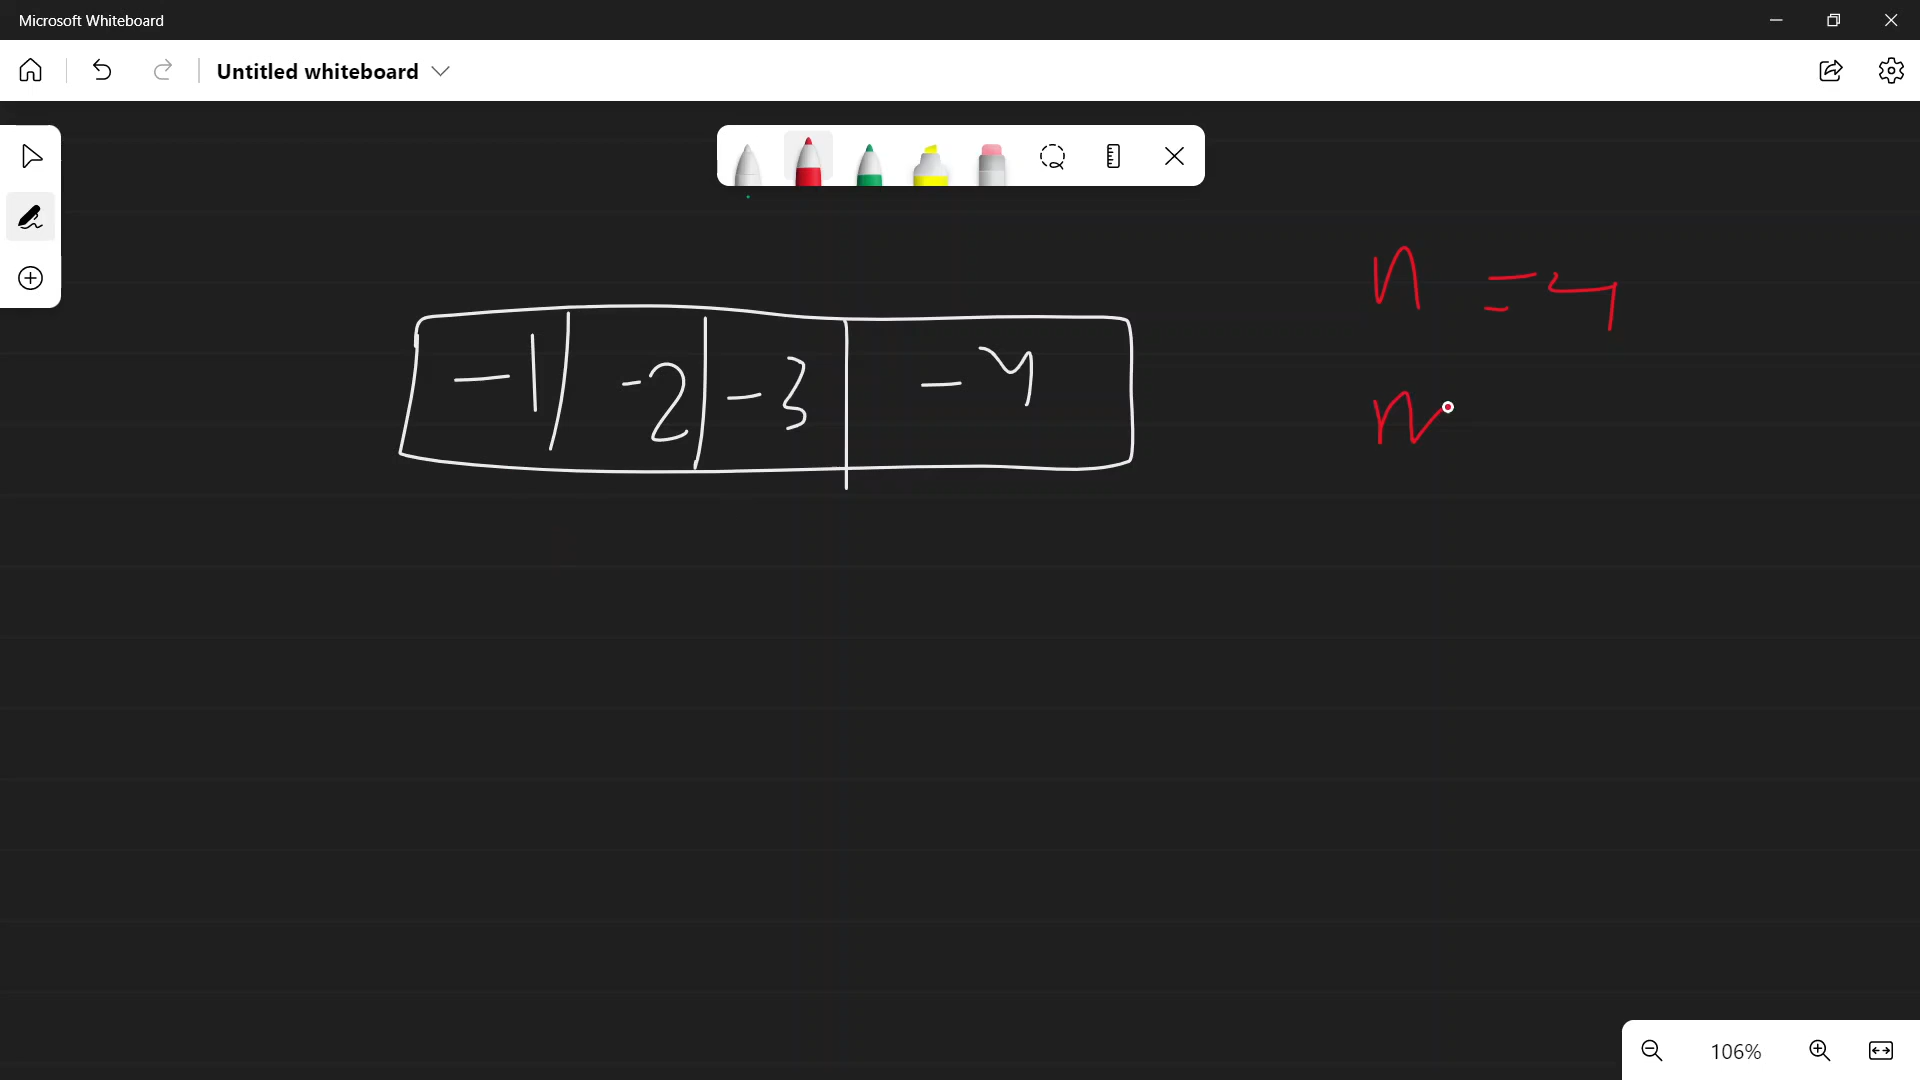 Microsoft Whiteboard
Untitled whiteboard
n = 4
-1 -2 -3 -4
106%